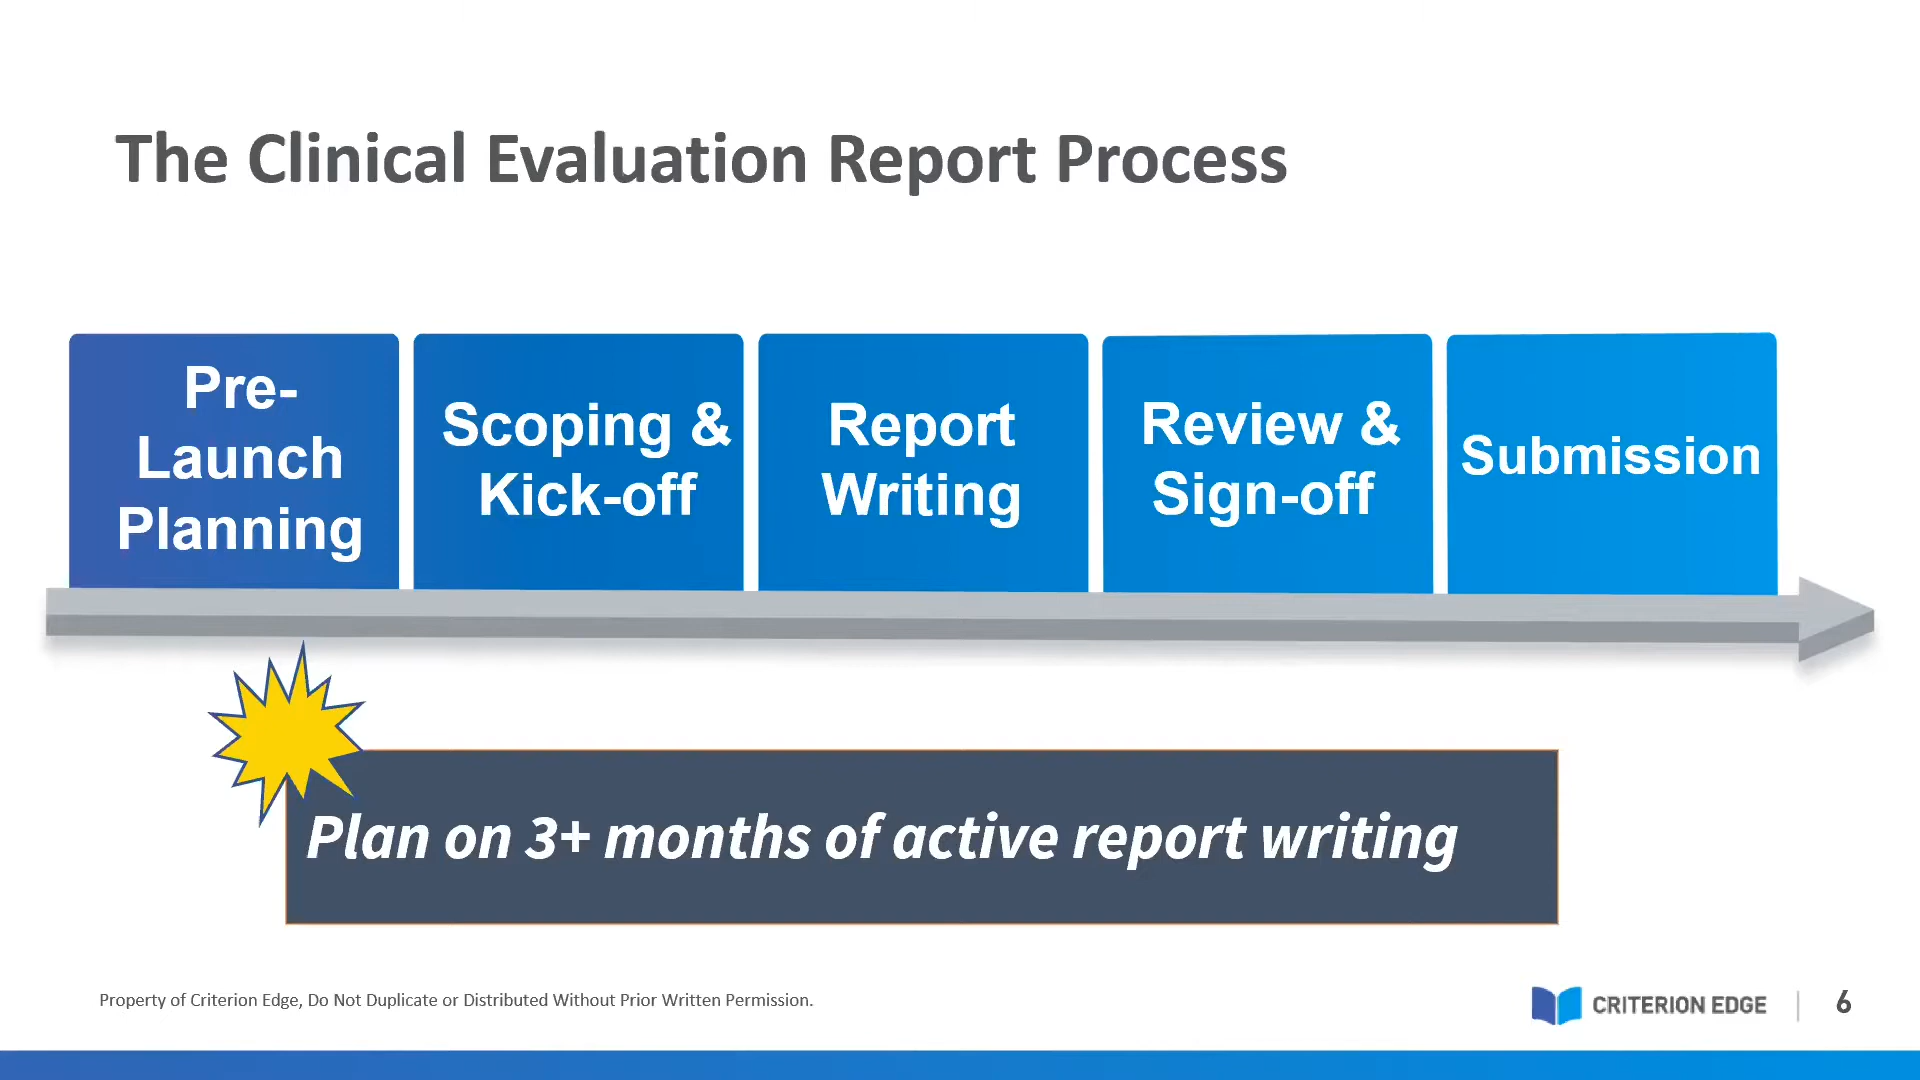 The Clinical Evaluation Report Process
Pre-
Launch
Planning
Scoping &
Kick-off
Report
Writing
Review &
Sign-off
Submission
Plan on 3+ months of active report writing
Property of Criterion Edge, Do Not Duplicate or Distributed Without Prior Written Permission.
CRITERION EDGE
6